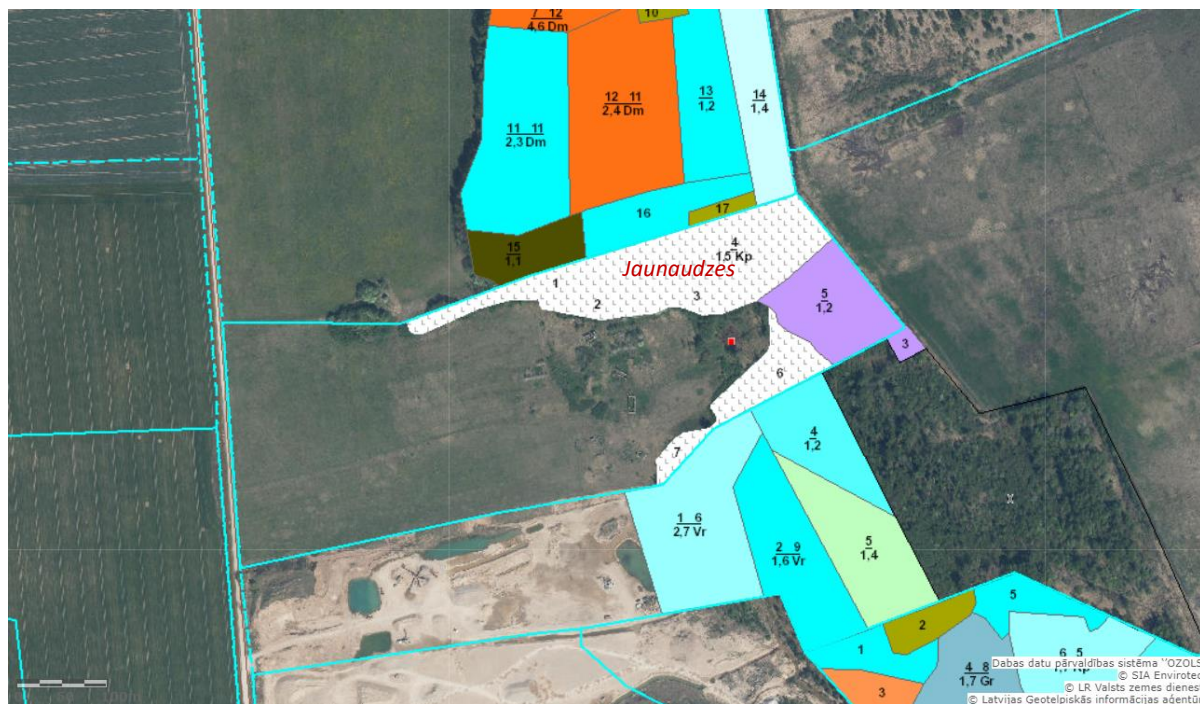 7 12
4,6 Dm
10
11 11
2,3 Dm
12 11
2,4 Dm
13
1,2
14
1,4
15
1,1
16
17
4
1,5 Kp
Jaunaudzes
1
2
3
5
1,2
3
6
7
4
1,2
1 6
2,7 Vr
2 9
1,6 Vr
5
1,4
5
2
1
3
4 8
1,7 Gr
6 5
Dabas datu pārvaldības sistēma "OZOLS
© SIA Envirotec
© LR Valsts zemes dienest
© Latvijas Ģeotelpiskās informācijas aģentūr